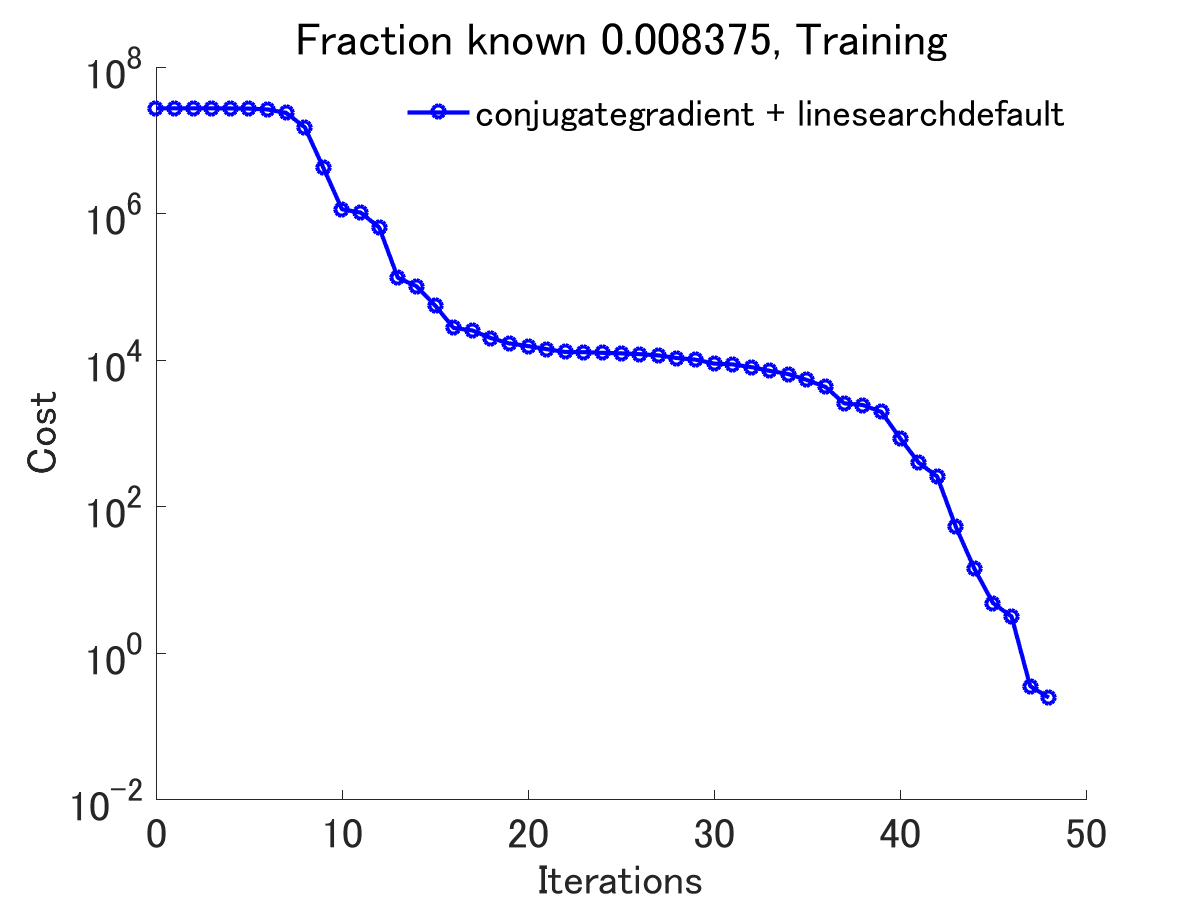 Fraction known 0.008375, Training
conjugategradient + linesearchdefault
10^8
10^6
10^4
10^2
10^0
10^-2
Cost
0 10 20 30 40 50
Iterations